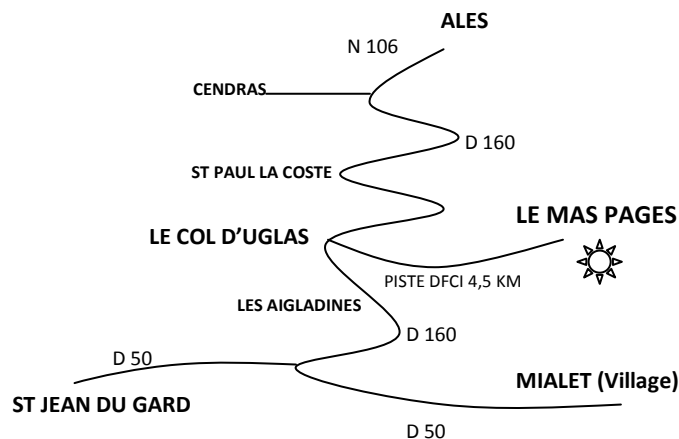 ALES
N 106
CENDRAS
D 160
ST PAUL LA COSTE
LE MAS PAGES
LE COL D’UGLAS
PISTE DFCI 4,5 KM
LES AIGLADINES
D 160
D 50
MIALET (Village)
ST JEAN DU GARD
D 50